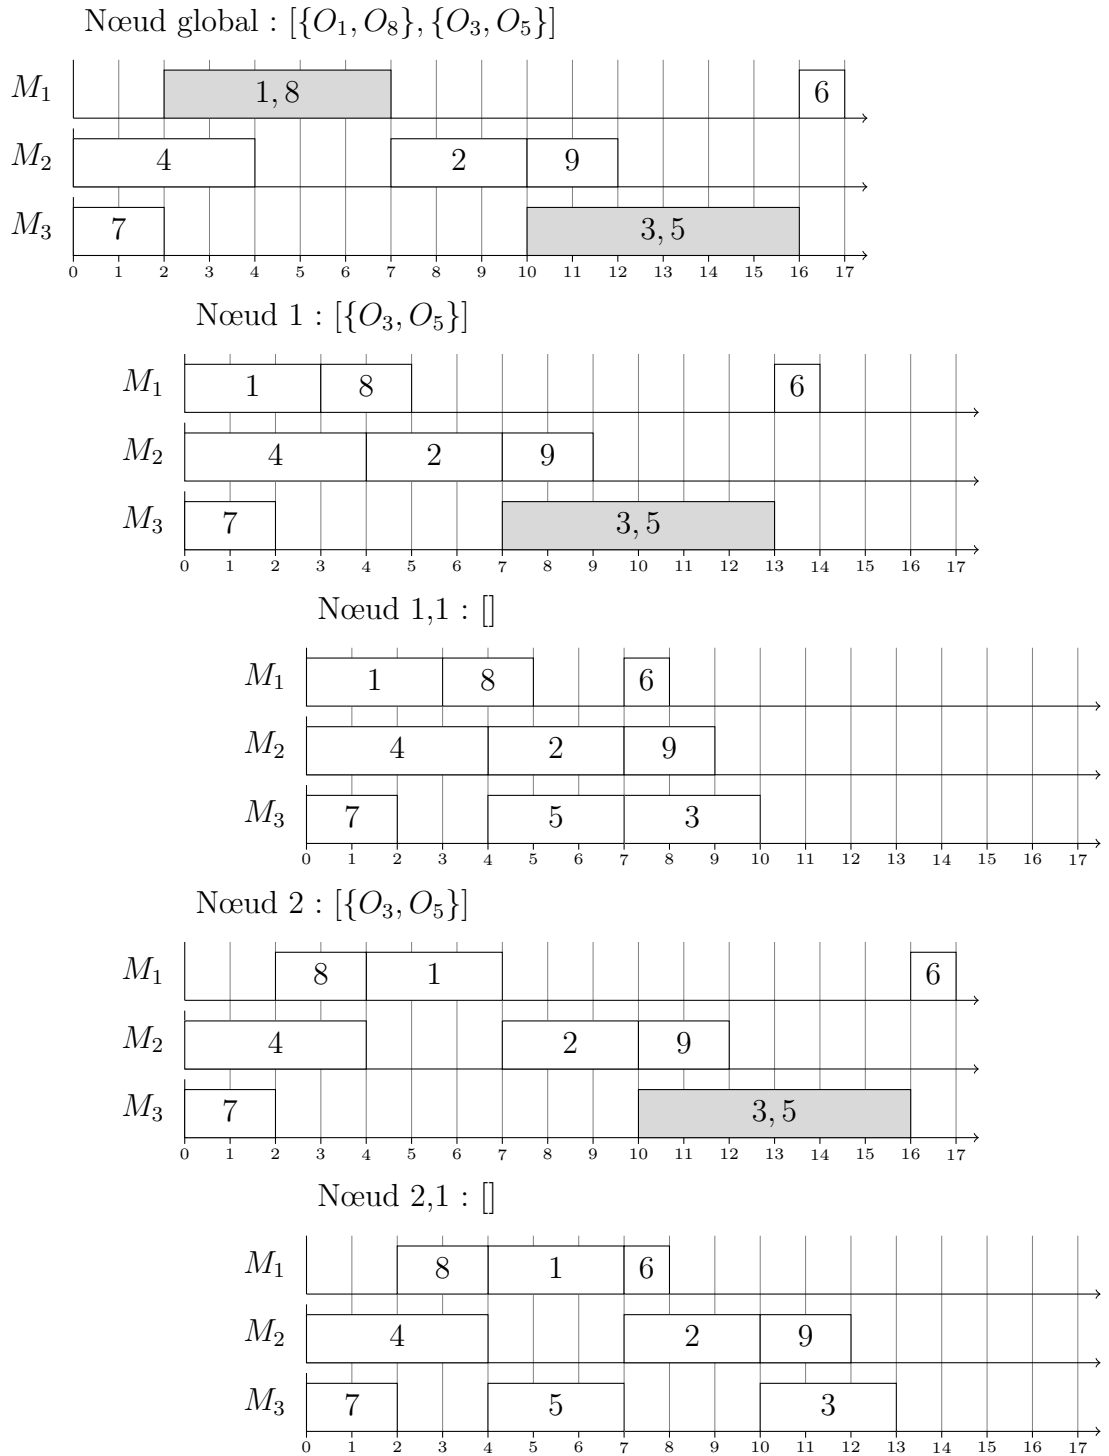 Nœud global : [{O₁, O₈}, {O₃, O₅}]
M₁ 1, 8 6
M₂ 4 2 9
M₃ 7 3, 5
0 1 2 3 4 5 6 7 8 9 10 11 12 13 14 15 16 17
Nœud 1 : [{O₃, O₅}]
M₁ 1 8 6
M₂ 4 2 9
M₃ 7 3, 5
0 1 2 3 4 5 6 7 8 9 10 11 12 13 14 15 16 17
Nœud 1,1 : []
M₁ 1 8 6
M₂ 4 2 9
M₃ 7 5 3
0 1 2 3 4 5 6 7 8 9 10 11 12 13 14 15 16 17
Nœud 2 : [{O₃, O₅}]
M₁ 8 1 6
M₂ 4 2 9
M₃ 7 3, 5
0 1 2 3 4 5 6 7 8 9 10 11 12 13 14 15 16 17
Nœud 2,1 : []
M₁ 8 1 6
M₂ 4 2 9
M₃ 7 5 3
0 1 2 3 4 5 6 7 8 9 10 11 12 13 14 15 16 17